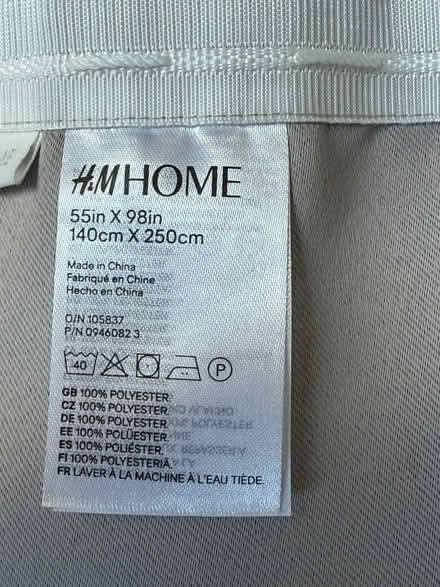 H&M HOME
55in X 98in
140cm X 250cm
Made in China
Fabriqué en Chine
Hecho en China
O/N 105837
P/N 0946082 3
40 P
GB 100% POLYESTER
CZ 100% POLYESTER.
DE 100% POLYESTER.
EE 100% POLÜESTER.
ES 100% POLIÉSTER.
FI 100% POLYESTERIA.
FR LAVER À LA MACHINE À L'EAU TIÈDE.